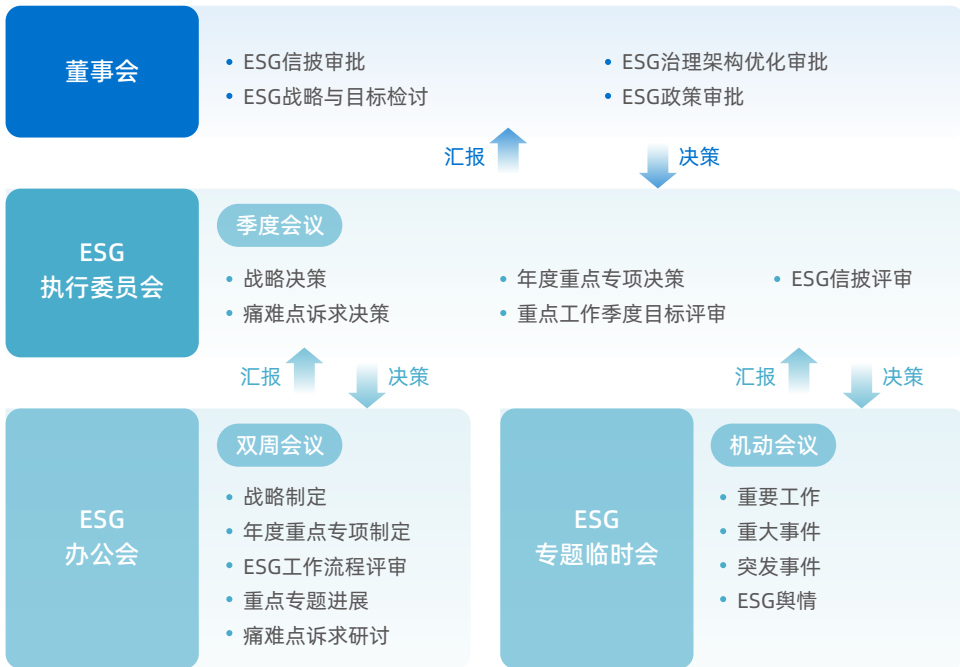 董事会
• ESG信披审批
• ESG战略与目标检讨
• ESG治理架构优化审批
• ESG政策审批
汇报
决策
ESG
执行委员会
季度会议
• 战略决策
• 痛难点诉求决策
• 年度重点专项决策
• 重点工作季度目标评审
• ESG信披评审
汇报
决策
汇报
决策
ESG
办公会
双周会议
• 战略制定
• 年度重点专项制定
• ESG工作流程评审
• 重点专题进展
• 痛难点诉求研讨
ESG
专题临时会
机动会议
• 重要工作
• 重大事件
• 突发事件
• ESG舆情